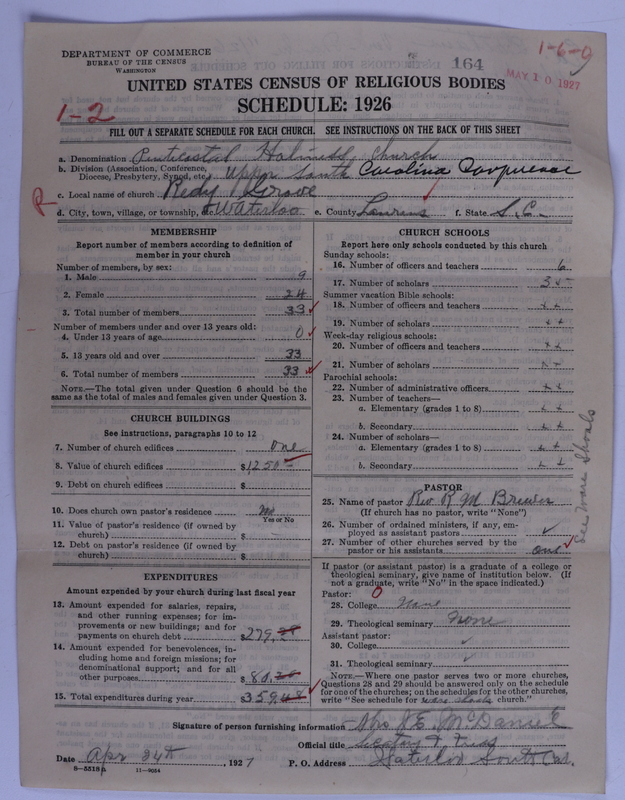 DEPARTMENT OF COMMERCE
BUREAU OF THE CENSUS
WASHINGTON
164
1-6-0
MAY 10 1927
UNITED STATES CENSUS OF RELIGIOUS BODIES
SCHEDULE: 1926
1-2
FILL OUT A SEPARATE SCHEDULE FOR EACH CHURCH. SEE INSTRUCTIONS ON THE BACK OF THIS SHEET
a. Denomination Pentecostal Holiness Church
b. Division (Association, Conference, Diocese, Presbytery, Synod, etc.) Upper South Carolina Conference
c. Local name of church Redy Grove
d. City, town, village, or township, Waterloo e. County Laurens f. State S.C.
MEMBERSHIP
Report number of members according to definition of
member in your church
Number of members, by sex:
1. Male 9
2. Female 24
3. Total number of members 33
Number of members under and over 13 years old:
4. Under 13 years of age 0
5. 13 years old and over 33
6. Total number of members 33
NOTE.—The total given under Question 6 should be the
same as the total of males and females given under Question 3.
CHURCH BUILDINGS
See instructions, paragraphs 10 to 12
7. Number of church edifices one
8. Value of church edifices $1250
9. Debt on church edifices $
10. Does church own pastor's residence? no
Yes or No
11. Value of pastor's residence (if owned by
church) $
12. Debt on pastor's residence (if owned by
church) $
EXPENDITURES
Amount expended by your church during last fiscal year
13. Amount expended for salaries, repairs,
and other running expenses; for im-
provements or new buildings; and for
payments on church debt $279
14. Amount expended for benevolences, in-
cluding home and foreign missions; for
denominational support; and for all
other purposes $80
15. Total expenditures during year $359
CHURCH SCHOOLS
Report here only schools conducted by this church
Sunday schools:
16. Number of officers and teachers 6
17. Number of scholars
Summer vacation Bible schools:
18. Number of officers and teachers
19. Number of scholars
Week-day religious schools:
20. Number of officers and teachers
21. Number of scholars
Parochial schools:
22. Number of administrative officers
23. Number of teachers—
a. Elementary (grades 1 to 8)
b. Secondary
24. Number of scholars—
a. Elementary (grades 1 to 8)
b. Secondary
See Ware Shoals
PASTOR
25. Name of pastor Rev R M Brewer
(If church has no pastor, write "None")
26. Number of ordained ministers, if any, em-
ployed as assistant pastors
27. Number of other churches served by the
pastor or his assistants one
If pastor (or assistant pastor) is a graduate of a college or
theological seminary, give name of institution below. (If
not a graduate, write "No" in the space indicated.)
Pastor: 0
28. College None
29. Theological seminary None
Assistant pastor:
30. College
31. Theological seminary
NOTE.—Where one pastor serves two or more churches,
Questions 28 and 29 should be answered only on the schedule
for one of the churches; on the schedules for the other churches,
write "See schedule for ware shoals church."
Signature of person furnishing information J E McDaniel
Official title
Date Apr 24th, 1927 P. O. Address Waterloo South Car.
8-5518a 11-9054